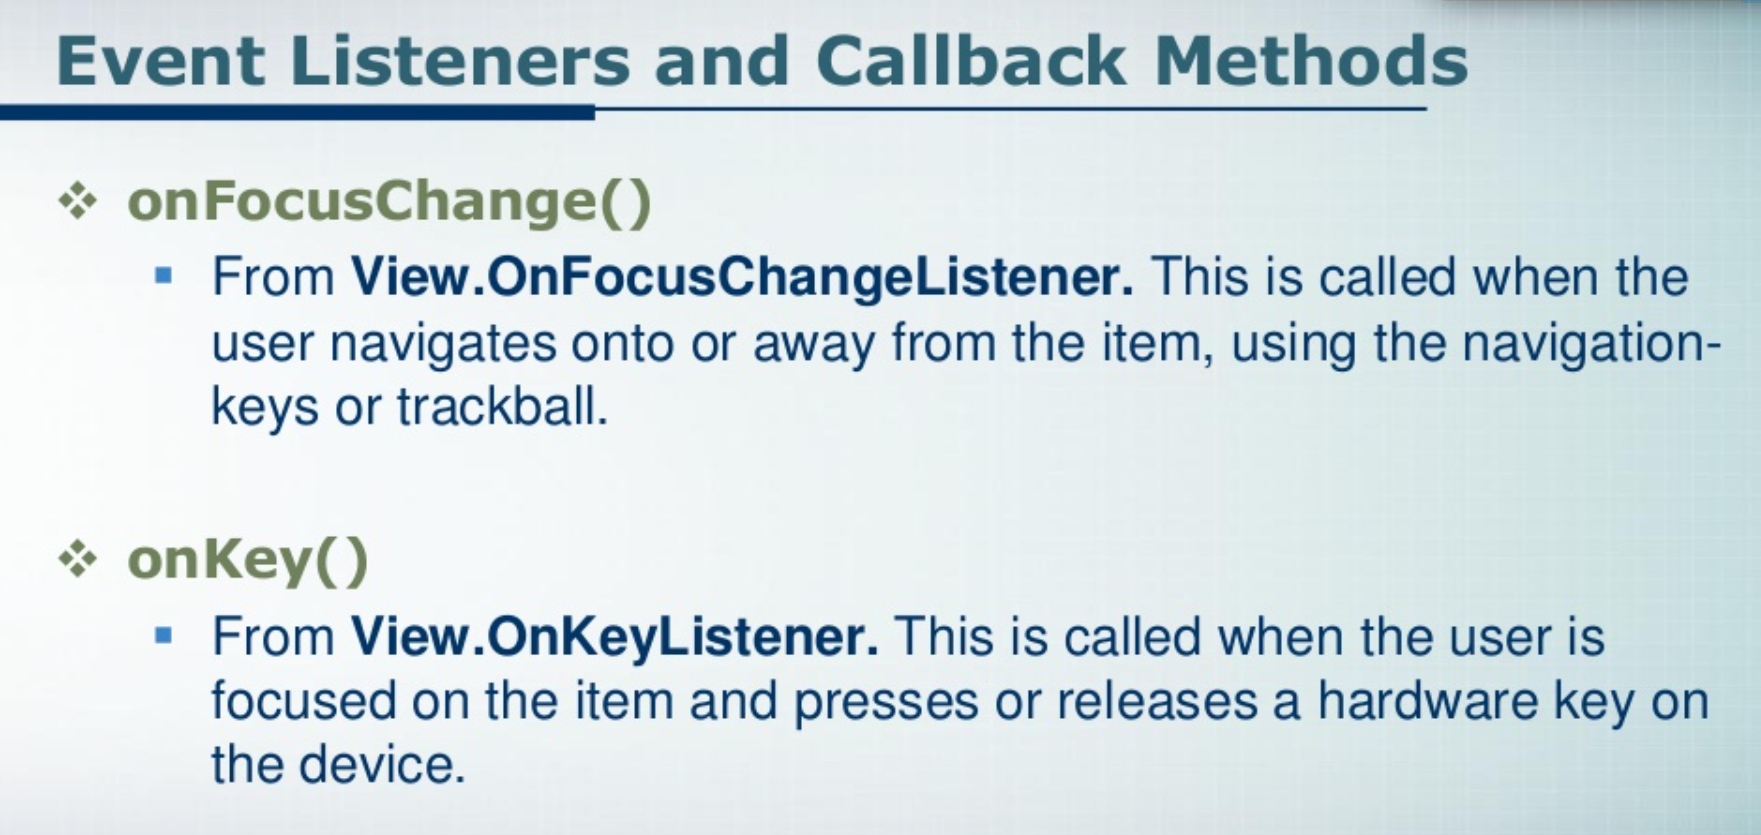 Event Listeners and Callback Methods
onFocusChange()
From View.OnFocusChangeListener. This is called when the
user navigates onto or away from the item, using the navigation-
keys or trackball.
onKey()
From View.OnKeyListener. This is called when the user is
focused on the item and presses or releases a hardware key on
the device.